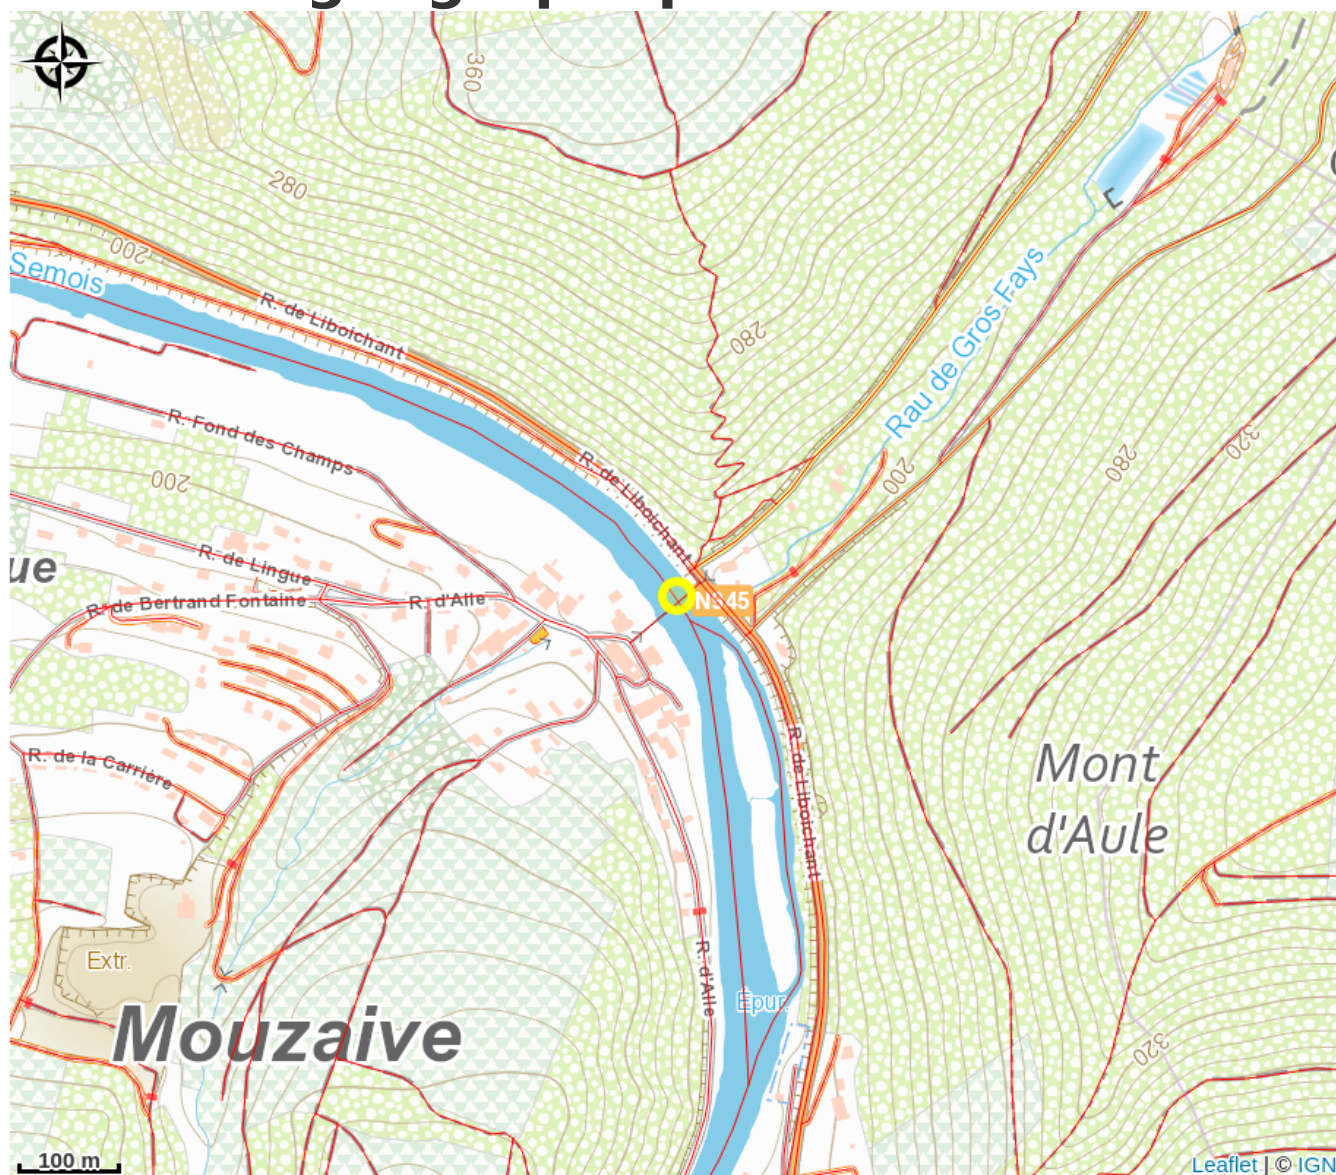 360
280
200
Semois
R. de Liboichant
280
Rau de Gros Fays
R. Fond des Champs
R. de Liboichant
200
200
280
320
ue
R. de Lingue
R. de Bertrand Fontaine
R. d'Alle
N945
R. de la Carrière
R. de Liboichant
Mont
d'Aule
Extr.
R. d'Alle
Épur.
Mouzaive
320
100 m
Leaflet | © IGN